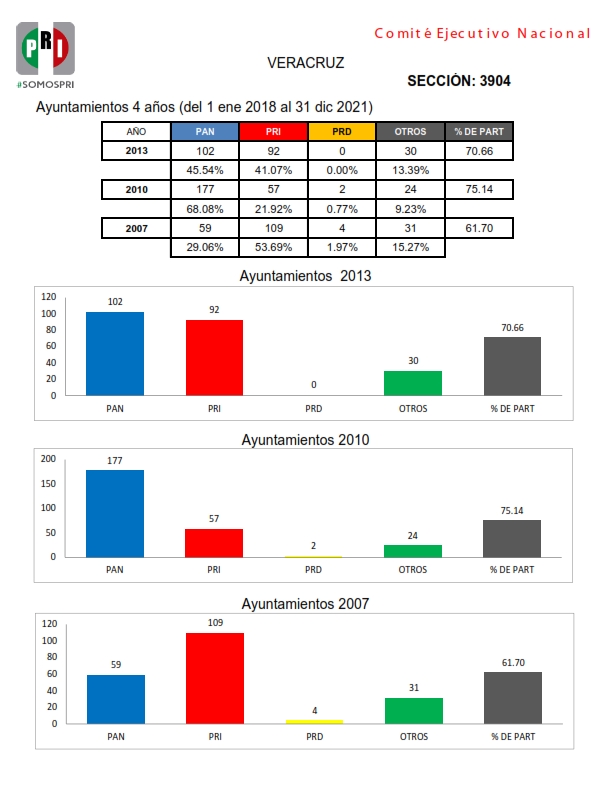 PRI
#SOMOSPRI
Comité Ejecutivo Nacional
VERACRUZ
SECCIÓN: 3904
Ayuntamientos 4 años (del 1 ene 2018 al 31 dic 2021)
AÑO PAN PRI PRD OTROS % DE PART
2013 102 92 0 30 70.66
45.54% 41.07% 0.00% 13.39%
2010 177 57 2 24 75.14
68.08% 21.92% 0.77% 9.23%
2007 59 109 4 31 61.70
29.06% 53.69% 1.97% 15.27%
Ayuntamientos 2013
120
100
80
60
40
20
0
102
92
0
30
70.66
PAN PRI PRD OTROS % DE PART
Ayuntamientos 2010
200
150
100
50
0
177
57
2
24
75.14
PAN PRI PRD OTROS % DE PART
Ayuntamientos 2007
120
100
80
60
40
20
0
59
109
4
31
61.70
PAN PRI PRD OTROS % DE PART